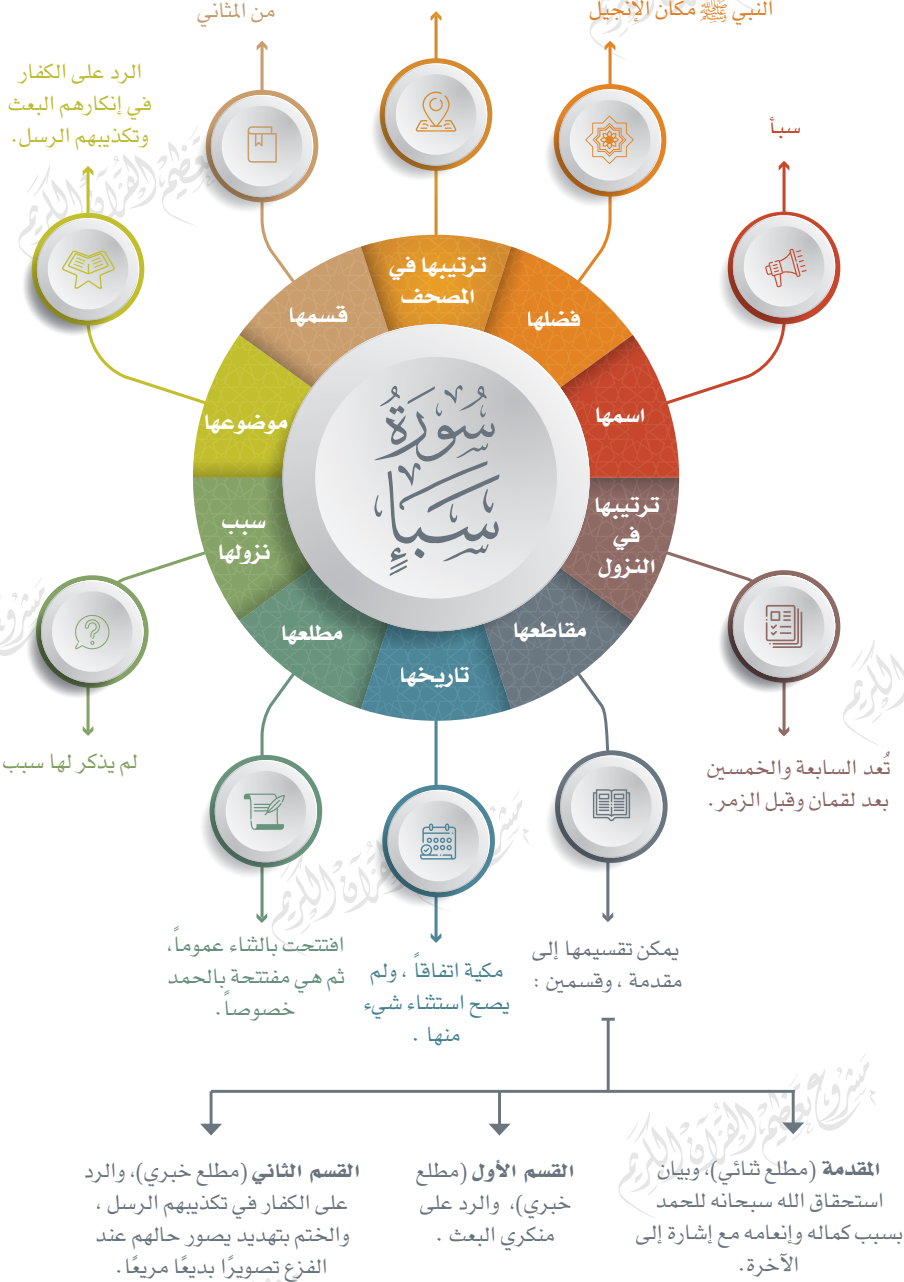 النبي ﷺ مكان الإنجيل
من المثاني
الرد على الكفار
في إنكارهم البعث
وتكذيبهم الرسل.
سبأ
ترتيبها في
المصحف
فضلها
قسمها
اسمها
موضوعها
سُورَةُ
سَبَإٍ
ترتيبها
في
النزول
سبب
نزولها
مقاطعها
مطلعها
تاريخها
تُعد السابعة والخمسين
بعد لقمان وقبل الزمر.
لم يذكر لها سبب
يمكن تقسيمها إلى
مقدمة ، وقسمين :
مكية اتفاقاً ، ولم
يصح استثناء شيء
منها .
افتتحت بالثناء عموماً،
ثم هي مفتتحة بالحمد
خصوصاً.
المقدمة (مطلع ثنائي)، وبيان
استحقاق الله سبحانه للحمد
بسبب كماله وإنعامه مع إشارة إلى
الآخرة.
القسم الأول (مطلع
خبري)، والرد على
منكري البعث .
القسم الثاني (مطلع خبري)، والرد
على الكفار في تكذيبهم الرسل ،
والختم بتهديد يصور حالهم عند
الفزع تصويرًا بديعًا مريعًا.
مشروع تعظيم القرآن الكريم